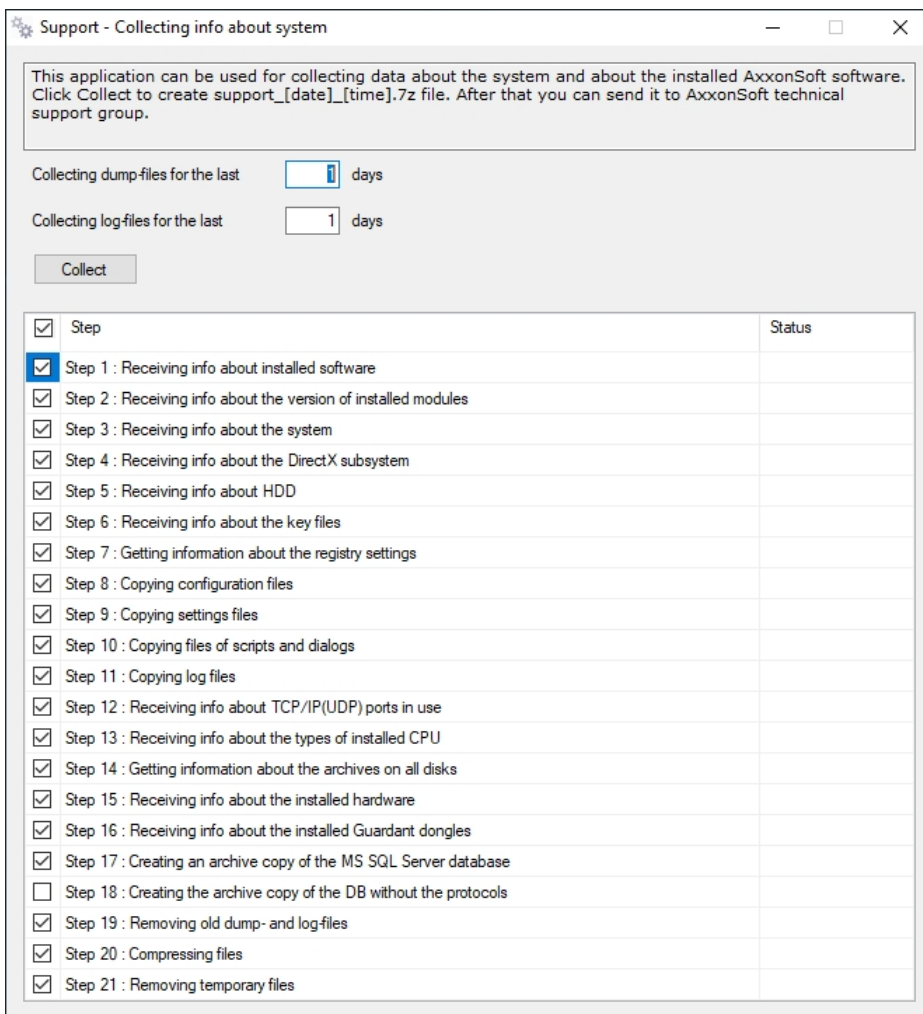 Support - Collecting info about system
This application can be used for collecting data about the system and about the installed AxxonSoft software.
Click Collect to create support_[date]_[time].7z file. After that you can send it to AxxonSoft technical
support group.
Collecting dump-files for the last 1 days
Collecting log-files for the last 1 days
Collect
Step Status
Step 1 : Receiving info about installed software
Step 2 : Receiving info about the version of installed modules
Step 3 : Receiving info about the system
Step 4 : Receiving info about the DirectX subsystem
Step 5 : Receiving info about HDD
Step 6 : Receiving info about the key files
Step 7 : Getting information about the registry settings
Step 8 : Copying configuration files
Step 9 : Copying settings files
Step 10 : Copying files of scripts and dialogs
Step 11 : Copying log files
Step 12 : Receiving info about TCP/IP(UDP) ports in use
Step 13 : Receiving info about the types of installed CPU
Step 14 : Getting information about the archives on all disks
Step 15 : Receiving info about the installed hardware
Step 16 : Receiving info about the installed Guardant dongles
Step 17 : Creating an archive copy of the MS SQL Server database
Step 18 : Creating the archive copy of the DB without the protocols
Step 19 : Removing old dump- and log-files
Step 20 : Compressing files
Step 21 : Removing temporary files